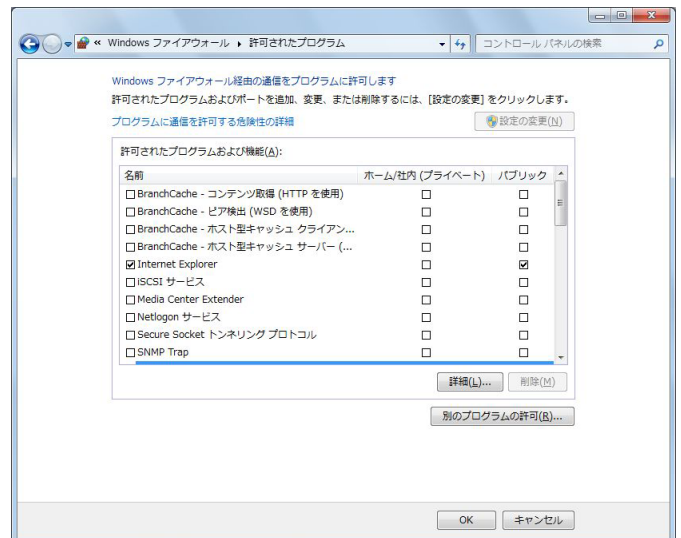 « Windows ファイアウォール ▸ 許可されたプログラム
コントロール パネルの検索
Windows ファイアウォール経由の通信をプログラムに許可します
許可されたプログラムおよびポートを追加、変更、または削除するには、[設定の変更] をクリックします。
プログラムに通信を許可する危険性の詳細
設定の変更(N)
許可されたプログラムおよび機能(A):
名前 ホーム/社内 (プライベート) パブリック
BranchCache - コンテンツ取得 (HTTP を使用)
BranchCache - ピア検出 (WSD を使用)
BranchCache - ホスト型キャッシュ クライアン...
BranchCache - ホスト型キャッシュ サーバー (...
Internet Explorer
iSCSI サービス
Media Center Extender
Netlogon サービス
Secure Socket トンネリング プロトコル
SNMP Trap
詳細(L)... 削除(M)
別のプログラムの許可(R)...
OK キャンセル